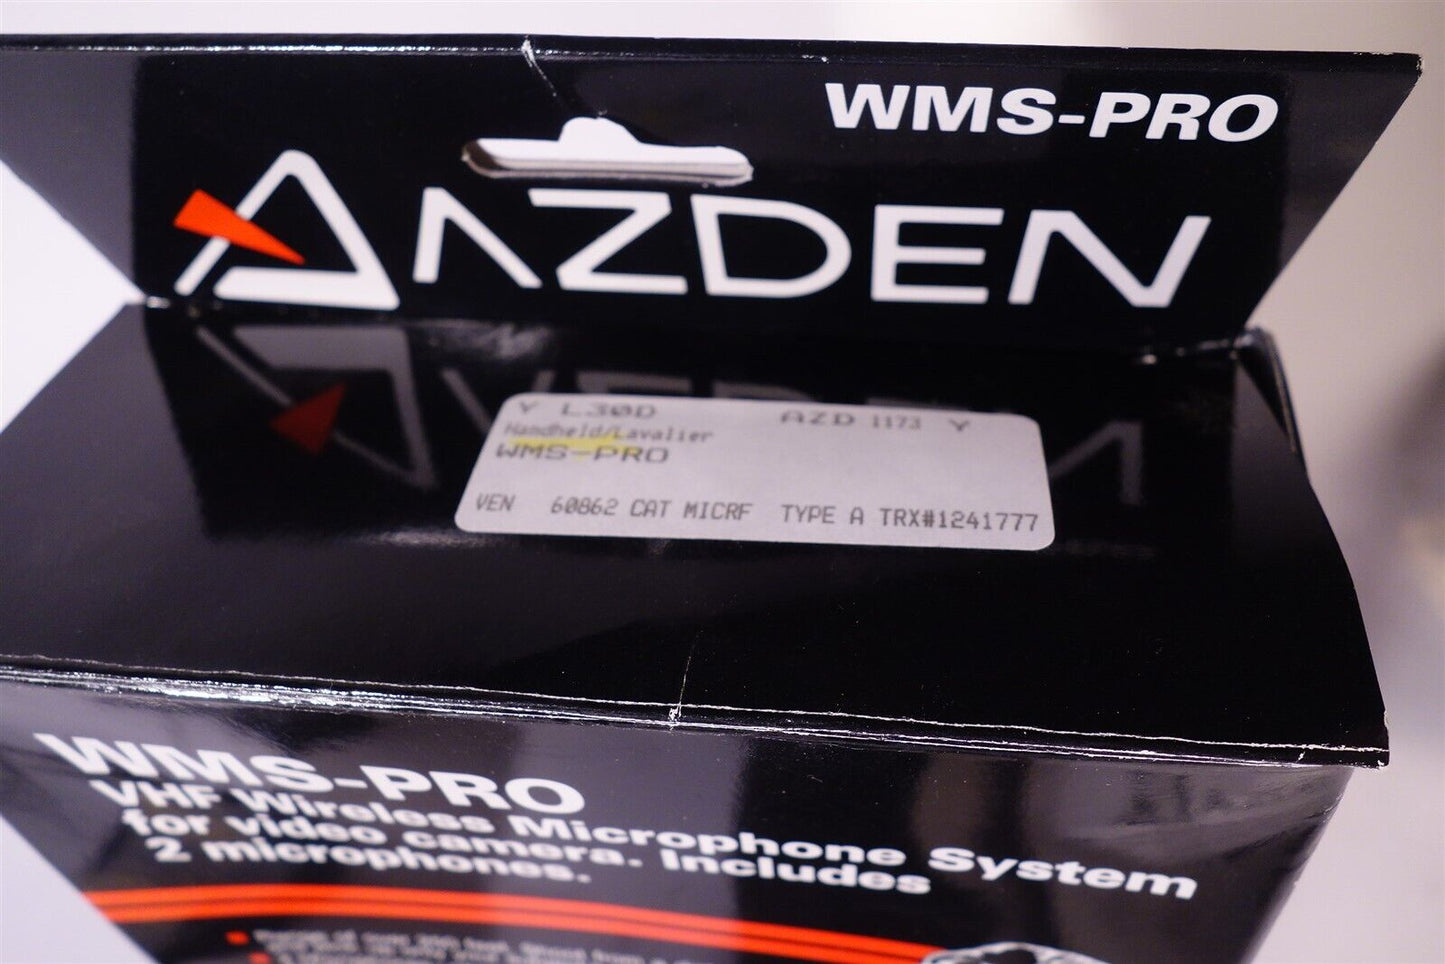 WMS-PRO
AZDEN
Y L30D AZD 1173 Y
Handheld/Lavalier
WMS-PRO
VEN 60862 CAT MICRF TYPE A TRX#1241777
WMS-PRO
VHF Wireless Microphone System
for video camera. Includes
2 microphones.